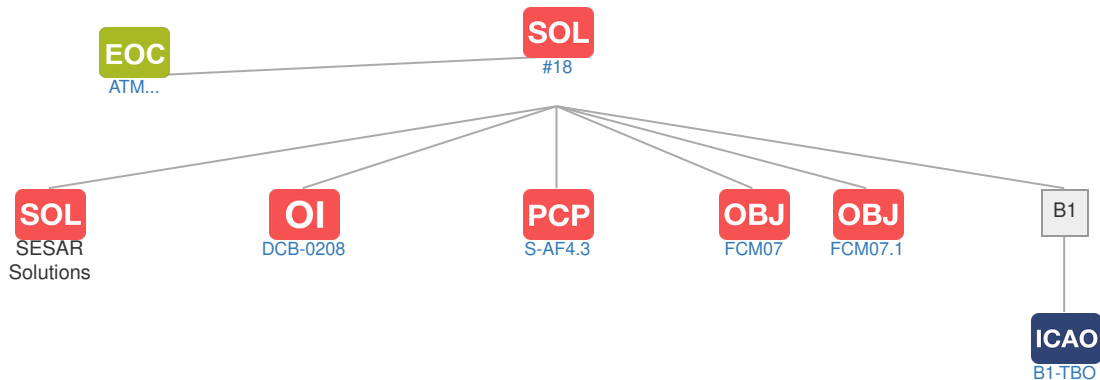 EOC
ATM...
SOL
#18
SOL
SESAR
Solutions
OI
DCB-0208
PCP
S-AF4.3
OBJ
FCM07
OBJ
FCM07.1
B1
ICAO
B1-TBO